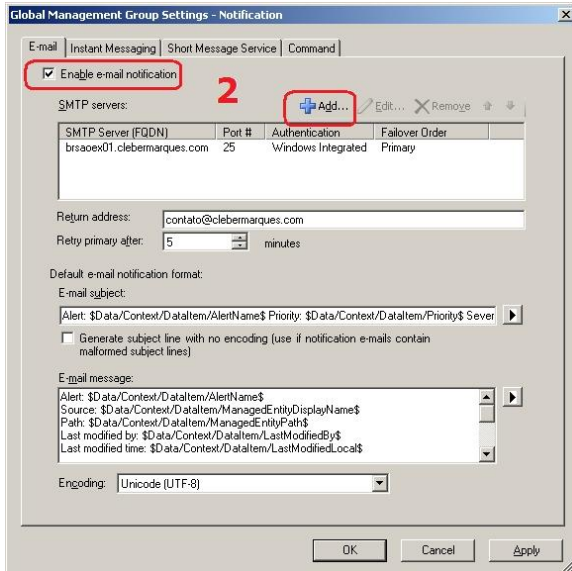 Global Management Group Settings - Notification
E-mail Instant Messaging Short Message Service Command
Enable e-mail notification
2
SMTP servers: Add... Edit... Remove
SMTP Server (FQDN) Port # Authentication Failover Order
brsaoex01.clebermarques.com 25 Windows Integrated Primary
Return address: contato@clebermarques.com
Retry primary after: 5 minutes
Default e-mail notification format:
E-mail subject:
Alert: $Data/Context/DataItem/AlertName$ Priority: $Data/Context/DataItem/Priority$ Sever
Generate subject line with no encoding (use if notification e-mails contain
malformed subject lines)
E-mail message:
Alert: $Data/Context/DataItem/AlertName$
Source: $Data/Context/DataItem/ManagedEntityDisplayName$
Path: $Data/Context/DataItem/ManagedEntityPath$
Last modified by: $Data/Context/DataItem/LastModifiedBy$
Last modified time: $Data/Context/DataItem/LastModifiedLocal$
Encoding: Unicode (UTF-8)
OK Cancel Apply